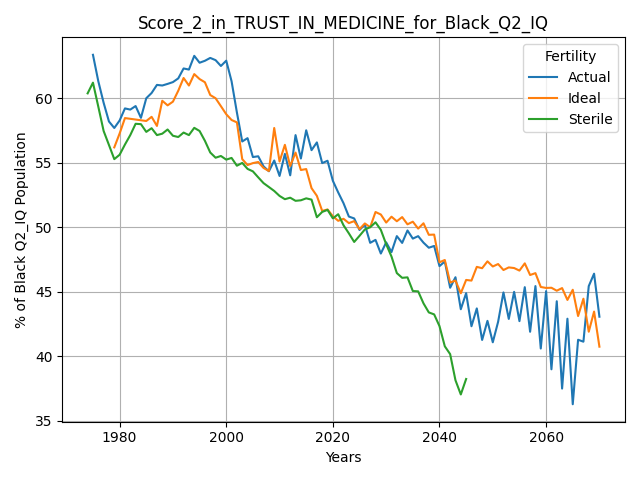 Score_2_in_TRUST_IN_MEDICINE_for_Black_Q2_IQ
Fertility
Actual
Ideal
Sterile
% of Black Q2_IQ Population
60
55
50
45
40
35
1980
2000
2020
2040
2060
Years